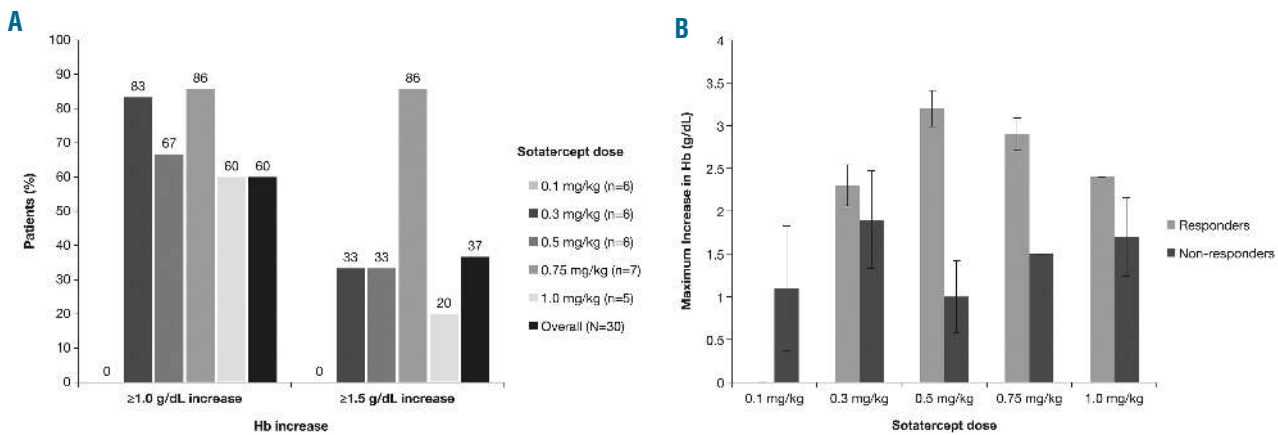 A
100
90
80
70
60
50
40
30
20
10
0
Patients (%)
0
83
67
86
60
60
0
33
33
86
20
37
≥1.0 g/dL increase
≥1.5 g/dL increase
Hb increase
Sotatercept dose
0.1 mg/kg (n=6)
0.3 mg/kg (n=6)
0.5 mg/kg (n=6)
0.75 mg/kg (n=7)
1.0 mg/kg (n=5)
Overall (N=30)
B
4
3.5
3
2.5
2
1.5
1
0.5
0
Maximum Increase in Hb (g/dL)
0.1 mg/kg
0.3 mg/kg
0.5 mg/kg
0.75 mg/kg
1.0 mg/kg
Sotatercept dose
Responders
Non-responders